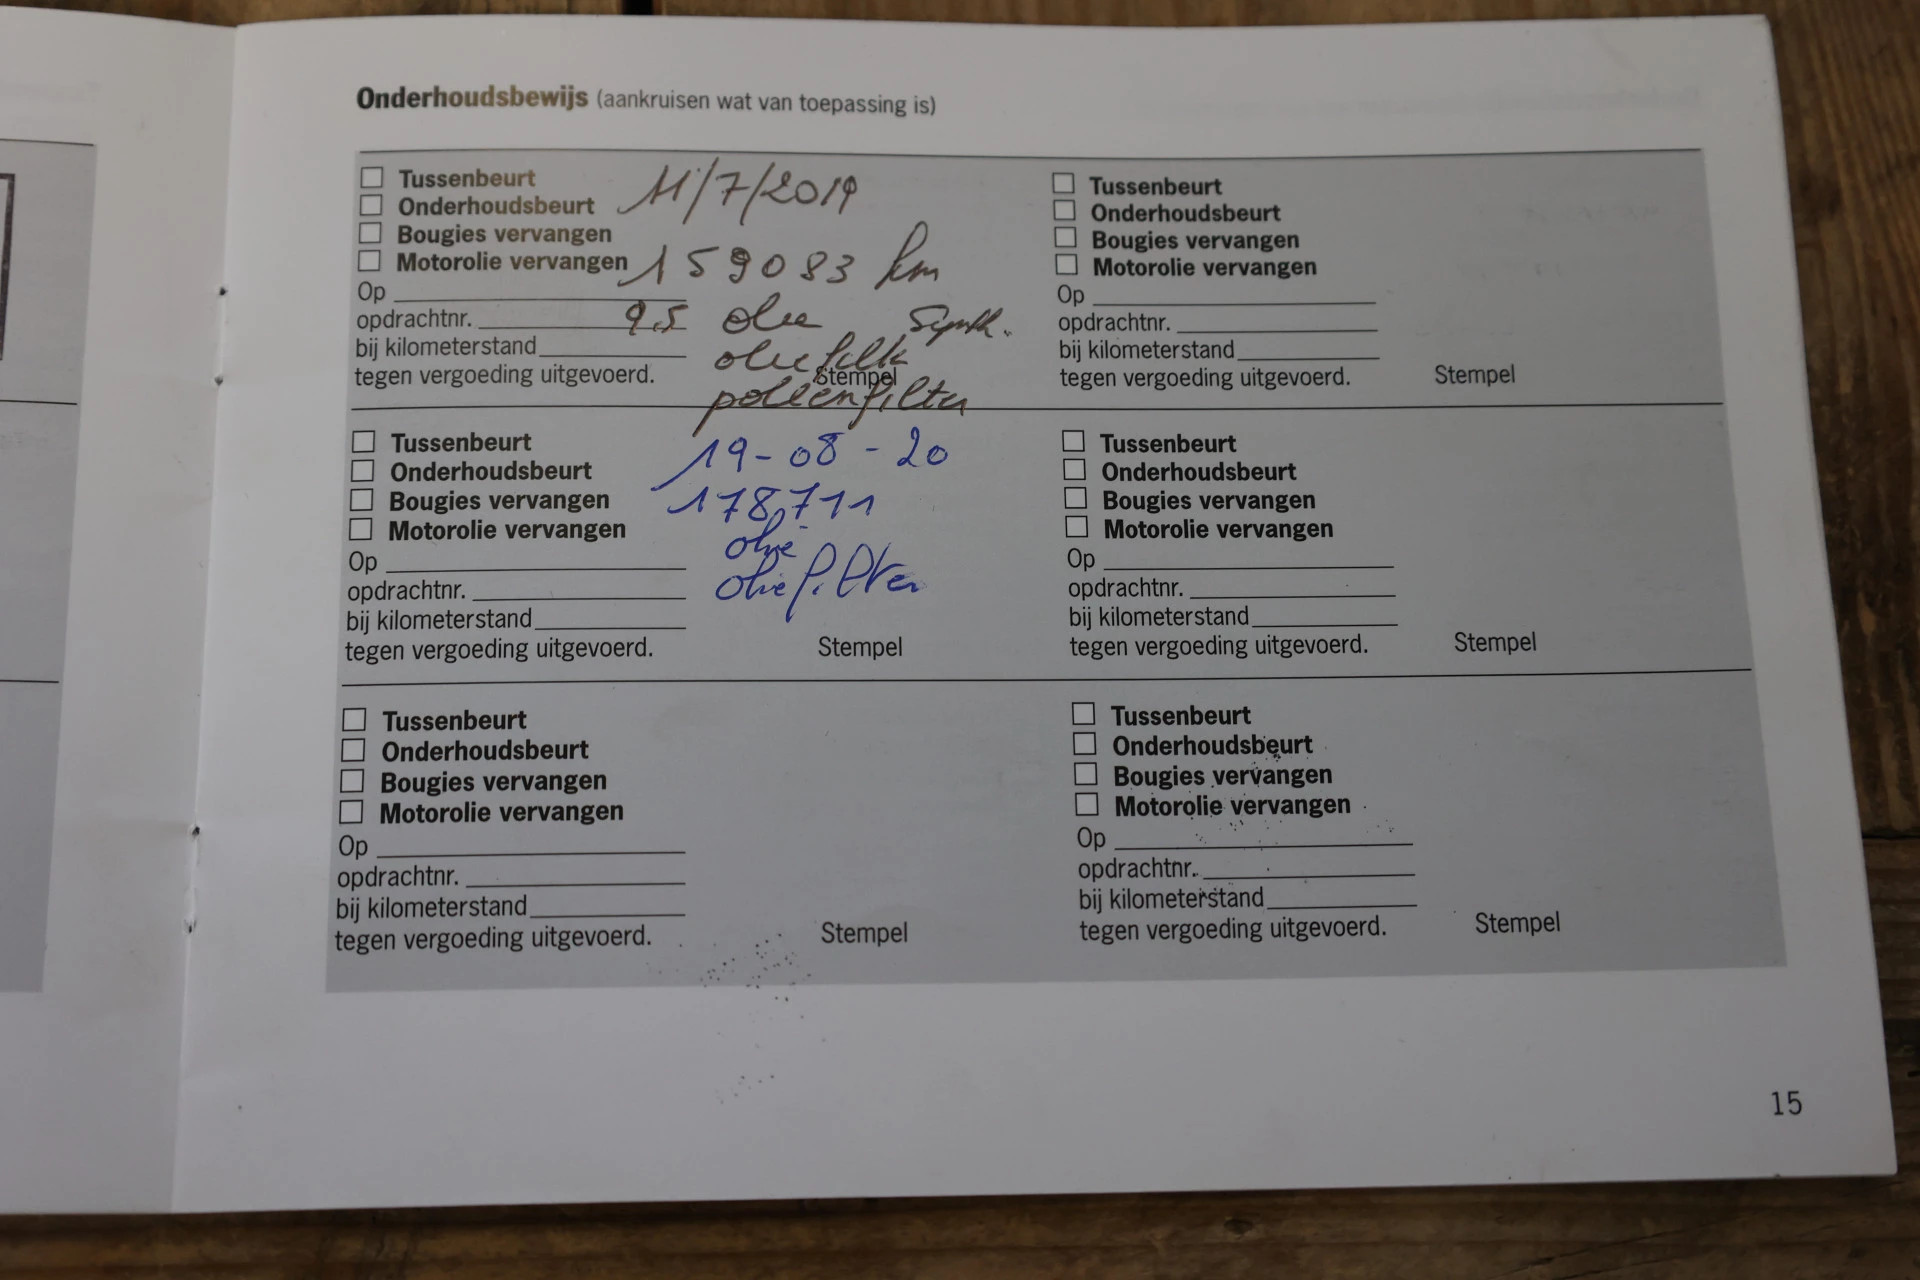 Onderhoudsbewijs (aankruisen wat van toepassing is)
Tussenbeurt
Onderhoudsbeurt
Bougies vervangen
Motorolie vervangen
11/7/2019
159083 km
Op
opdrachtnr.
bij kilometerstand
tegen vergoeding uitgevoerd.
9,5 olie Synth.
oliefilt
Stempel
pollenfilter
Tussenbeurt
Onderhoudsbeurt
Bougies vervangen
Motorolie vervangen
Op
opdrachtnr.
bij kilometerstand
tegen vergoeding uitgevoerd.
Stempel
Tussenbeurt
Onderhoudsbeurt
Bougies vervangen
Motorolie vervangen
19-08-20
178,711
olie
oliefilter
Op
opdrachtnr.
bij kilometerstand
tegen vergoeding uitgevoerd.
Stempel
Tussenbeurt
Onderhoudsbeurt
Bougies vervangen
Motorolie vervangen
Op
opdrachtnr.
bij kilometerstand
tegen vergoeding uitgevoerd.
Stempel
Tussenbeurt
Onderhoudsbeurt
Bougies vervangen
Motorolie vervangen
Op
opdrachtnr.
bij kilometerstand
tegen vergoeding uitgevoerd.
Stempel
Tussenbeurt
Onderhoudsbeurt
Bougies vervangen
Motorolie vervangen
Op
opdrachtnr.
bij kilometerstand
tegen vergoeding uitgevoerd.
Stempel
15